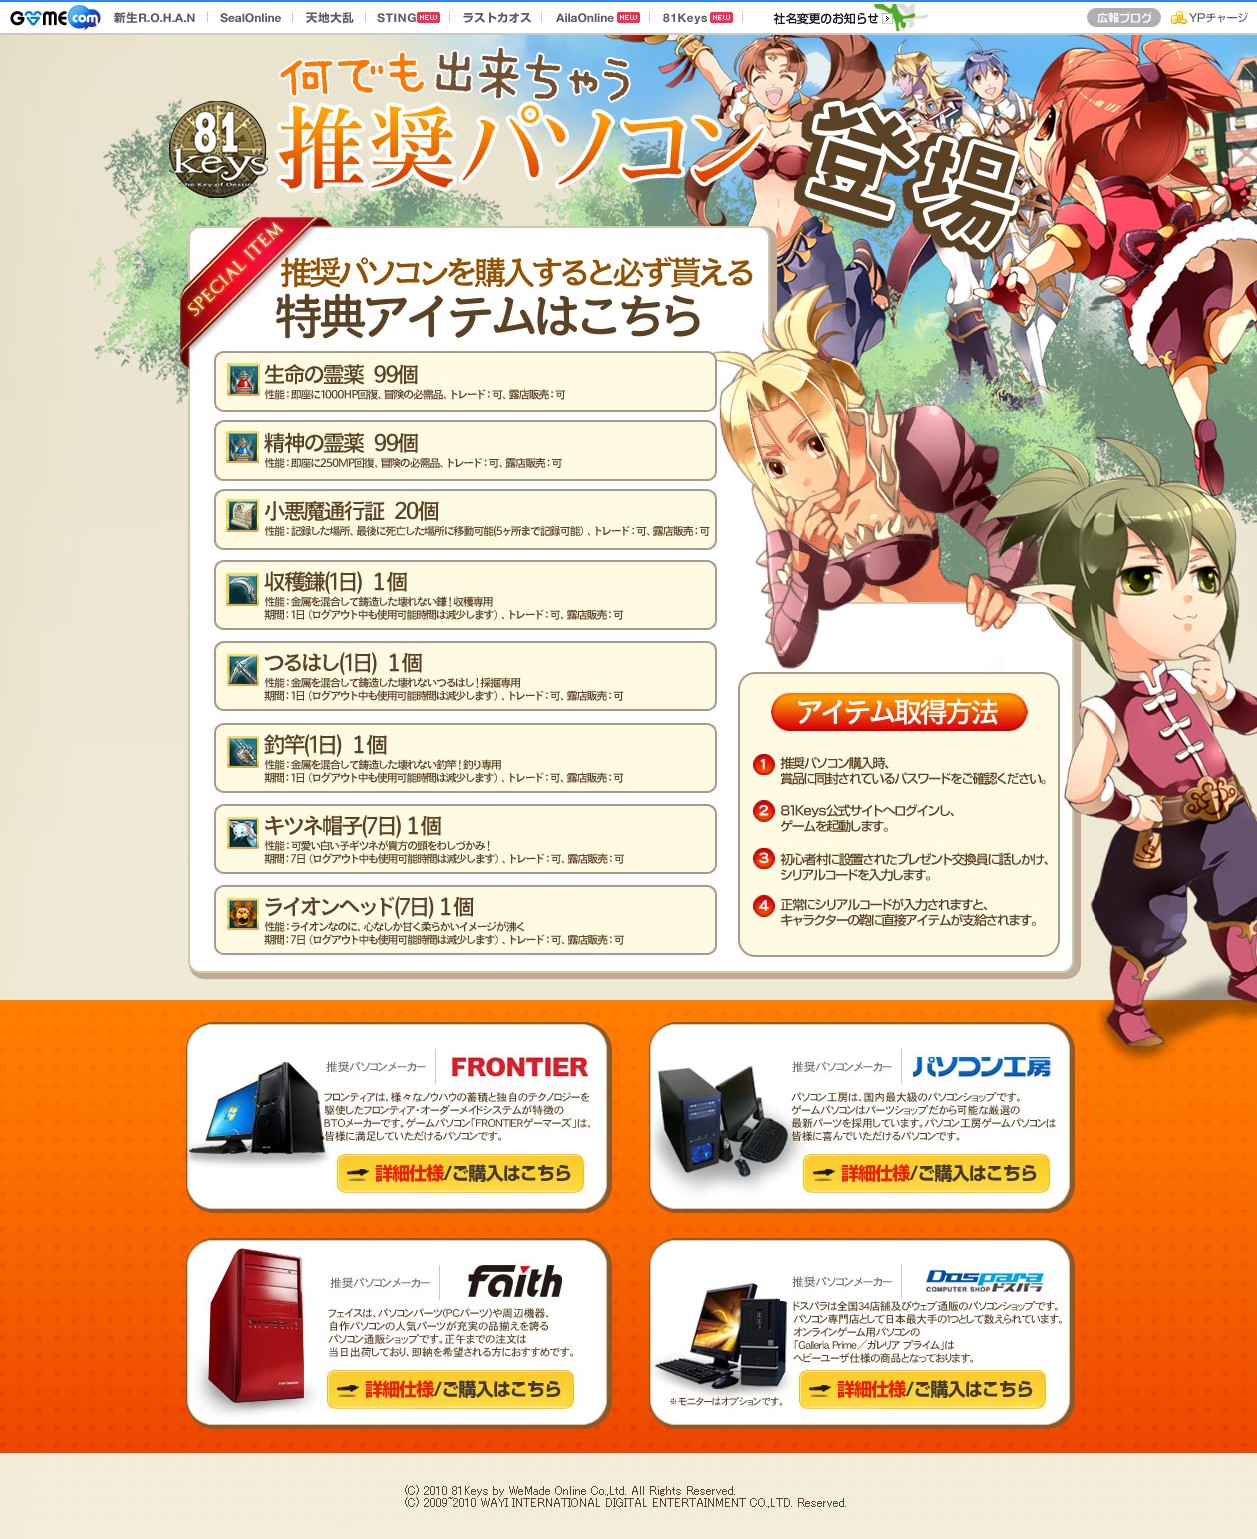 GOMEcom 新生R.O.H.A.N SealOnline 天地大乱 STING NEW ラストカオス AilaOnline NEW 81Keys NEW 社名変更のお知らせ 広報ブログ YPチャージ
何でも出来ちゃう
81 keys the Key of Destiny
推奨パソコン登場
SPECIAL ITEM
推奨パソコンを購入すると必ず貰える
特典アイテムはこちら
生命の霊薬 99個
性能：即座に1000HP回復、冒険の必需品、トレード：可、露店販売：可
精神の霊薬 99個
性能：即座に250MP回復、冒険の必需品、トレード：可、露店販売：可
小悪魔通行証 20個
性能：記録した場所、最後に死亡した場所に移動可能(5ヶ所まで記録可能）、トレード：可、露店販売：可
収穫鎌(1日) 1個
性能：金属を混合して鋳造した壊れない鎌！収穫専用
期間：1日（ログアウト中も使用可能時間は減少します）、トレード：可、露店販売：可
つるはし(1日) 1個
性能：金属を混合して鋳造した壊れないつるはし！採掘専用
期間：1日（ログアウト中も使用可能時間は減少します）、トレード：可、露店販売：可
釣竿(1日) 1個
性能：金属を混合して鋳造した壊れない釣竿！釣り専用
期間：1日（ログアウト中も使用可能時間は減少します）、トレード：可、露店販売：可
キツネ帽子(7日) 1個
性能：可愛い白い子ギツネが貴方の頭をわしづかみ！
期間：7日（ログアウト中も使用可能時間は減少します）、トレード：可、露店販売：可
ライオンヘッド(7日) 1個
性能：ライオンなのに、心なしか甘く柔らかいイメージが沸く
期間：7日（ログアウト中も使用可能時間は減少します）、トレード：可、露店販売：可
アイテム取得方法
1 推奨パソコン購入時、
賞品に同封されているパスワードをご確認ください。
2 81Keys公式サイトへログインし、
ゲームを起動します。
3 初心者村に設置されたプレゼント交換員に話しかけ、
シリアルコードを入力します。
4 正常にシリアルコードが入力されますと、
キャラクターの鞄に直接アイテムが支給されます。
推奨パソコンメーカー FRONTIER
フロンティアは、様々なノウハウの蓄積と独自のテクノロジーを
駆使したフロンティア・オーダーメイドシステムが特徴の
BTOメーカーです。ゲームパソコン「FRONTIERゲーマーズ」は、
皆様に満足していただけるパソコンです。
詳細仕様/ご購入はこちら
推奨パソコンメーカー パソコン工房
パソコン工房は、国内最大級のパソコンショップです。
ゲームパソコンはパーツショップだから可能な厳選の
最新パーツを採用しています。パソコン工房ゲームパソコンは
皆様に喜んでいただけるパソコンです。
詳細仕様/ご購入はこちら
推奨パソコンメーカー faith
フェイスは、パソコンパーツ(PCパーツ)や周辺機器、
自作パソコンの人気パーツが充実の品揃えを誇る
パソコン通販ショップです。正午までの注文は
当日出荷しており、即納を希望される方におすすめです。
詳細仕様/ご購入はこちら
推奨パソコンメーカー Dospara
COMPUTER SHOP ドスパラ
ドスパラは全国34店舗及びウェブ通販のパソコンショップです。
パソコン専門店として日本最大手の1つとして数えられています。
オンラインゲーム用パソコンの
「Galleria Prime／ガレリア プライム」は
ヘビーユーザ仕様の商品となっております。
詳細仕様/ご購入はこちら
※モニターはオプションです。
(C) 2010 81Keys by WeMade Online Co.,Ltd. All Rights Reserved.
(C) 2009~2010 WAYI INTERNATIONAL DIGITAL ENTERTAINMENT CO.,LTD. Reserved.